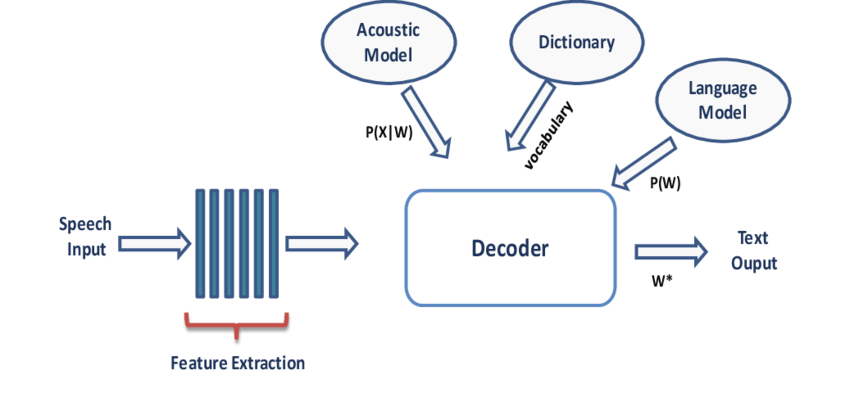 Acoustic
Model
Dictionary
Language
Model
P(X|W)
vocabulary
P(W)
Speech
Input
Decoder
Text
Ouput
W*
Feature Extraction